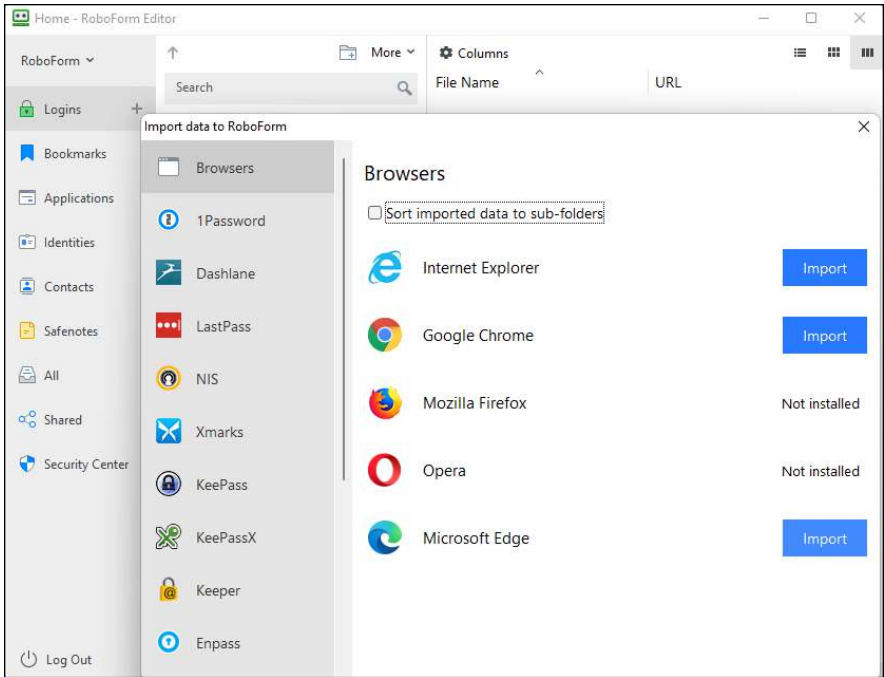 Home - RoboForm Editor
RoboForm
More
Columns
Search
File Name
URL
Logins
Bookmarks
Applications
Identities
Contacts
Safenotes
All
Shared
Security Center
Log Out
Import data to RoboForm
Browsers
1Password
Dashlane
LastPass
NIS
Xmarks
KeePass
KeePassX
Keeper
Enpass
Browsers
Sort imported data to sub-folders
Internet Explorer Import
Google Chrome Import
Mozilla Firefox Not installed
Opera Not installed
Microsoft Edge Import